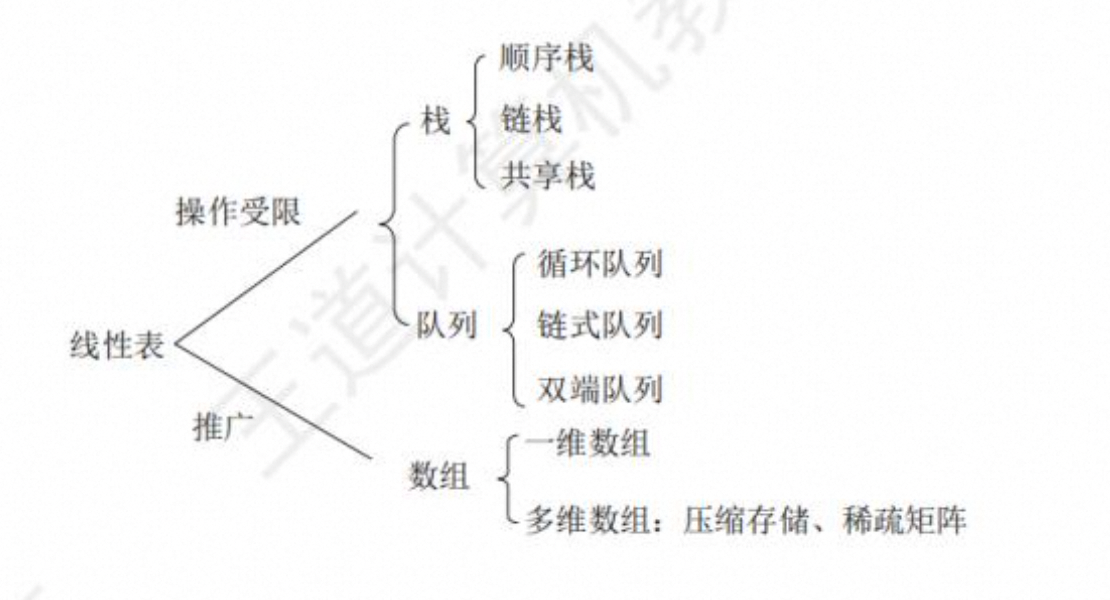 顺序栈
栈
链栈
共享栈
操作受限
循环队列
队列
链式队列
线性表
双端队列
推广
一维数组
数组
多维数组：压缩存储、稀疏矩阵
王道计算机教